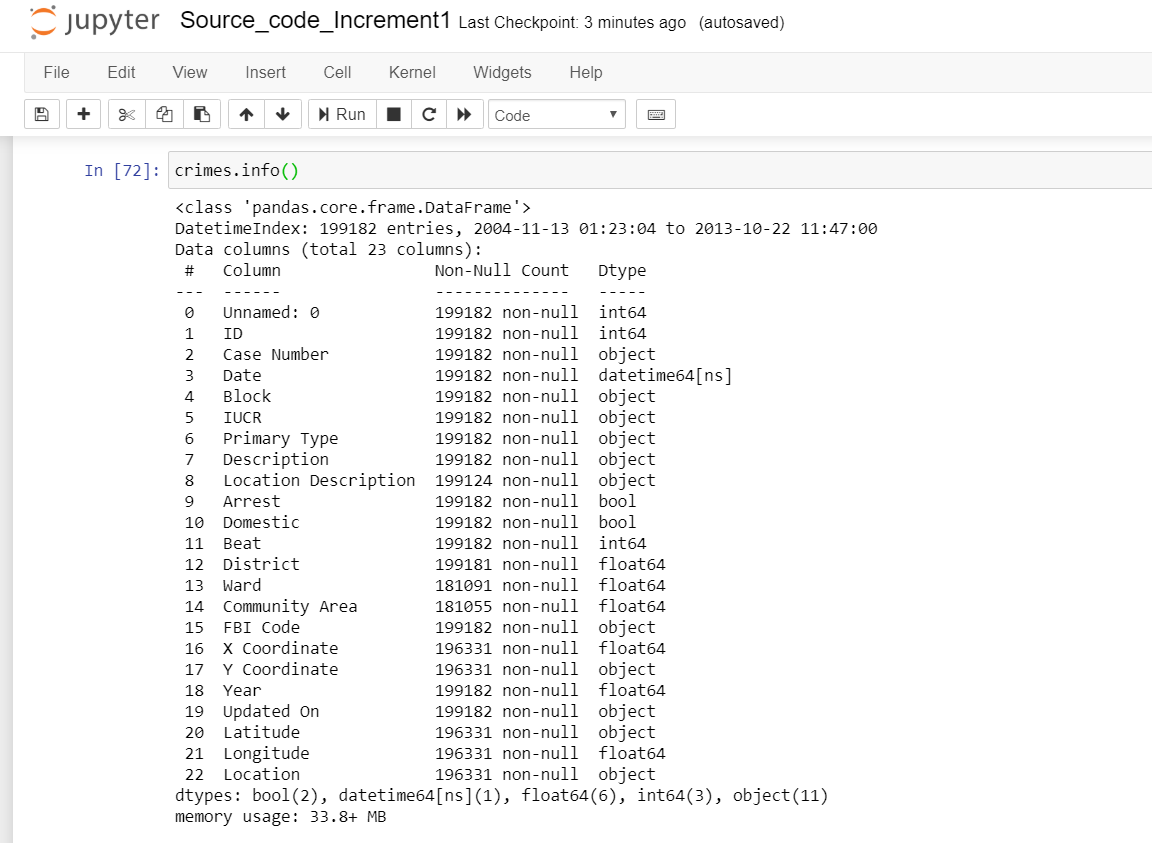 jupyter Source_code_Increment1 Last Checkpoint: 3 minutes ago (autosaved)
File Edit View Insert Cell Kernel Widgets Help
Run Code
In [72]: crimes.info()
<class 'pandas.core.frame.DataFrame'>
DatetimeIndex: 199182 entries, 2004-11-13 01:23:04 to 2013-10-22 11:47:00
Data columns (total 23 columns):
 #   Column                Non-Null Count   Dtype
---  ------                --------------   -----
 0   Unnamed: 0            199182 non-null  int64
 1   ID                    199182 non-null  int64
 2   Case Number           199182 non-null  object
 3   Date                  199182 non-null  datetime64[ns]
 4   Block                 199182 non-null  object
 5   IUCR                  199182 non-null  object
 6   Primary Type          199182 non-null  object
 7   Description           199182 non-null  object
 8   Location Description  199124 non-null  object
 9   Arrest                199182 non-null  bool
 10  Domestic              199182 non-null  bool
 11  Beat                  199182 non-null  int64
 12  District              199181 non-null  float64
 13  Ward                  181091 non-null  float64
 14  Community Area        181055 non-null  float64
 15  FBI Code              199182 non-null  object
 16  X Coordinate          196331 non-null  float64
 17  Y Coordinate          196331 non-null  object
 18  Year                  199182 non-null  float64
 19  Updated On            199182 non-null  object
 20  Latitude              196331 non-null  object
 21  Longitude             196331 non-null  float64
 22  Location              196331 non-null  object
dtypes: bool(2), datetime64[ns](1), float64(6), int64(3), object(11)
memory usage: 33.8+ MB